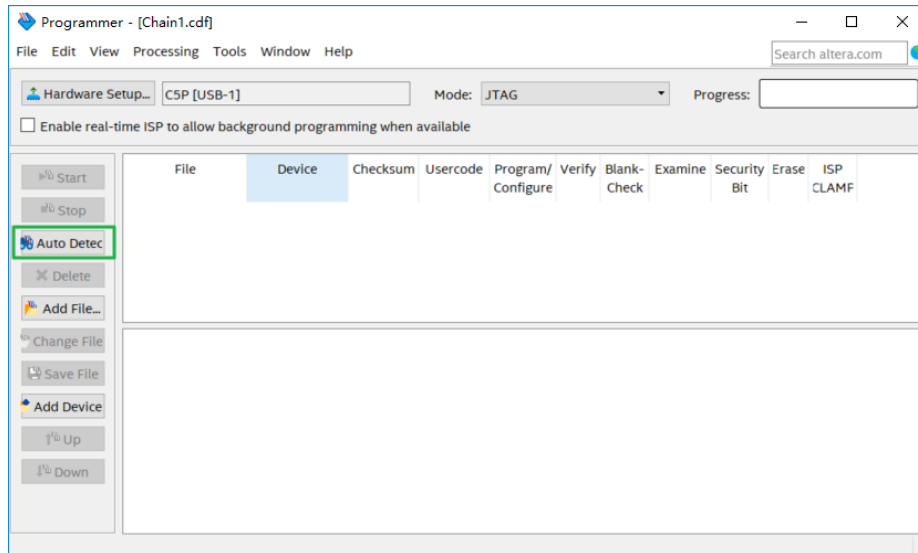 Programmer - [Chain1.cdf]
File Edit View Processing Tools Window Help
Search altera.com
Hardware Setup... C5P [USB-1] Mode: JTAG Progress:
Enable real-time ISP to allow background programming when available
File Device Checksum Usercode Program/ Verify Blank- Examine Security Erase ISP
Configure Check Bit CLAMF
Start
Stop
Auto Detec
Delete
Add File...
Change File
Save File
Add Device
Up
Down